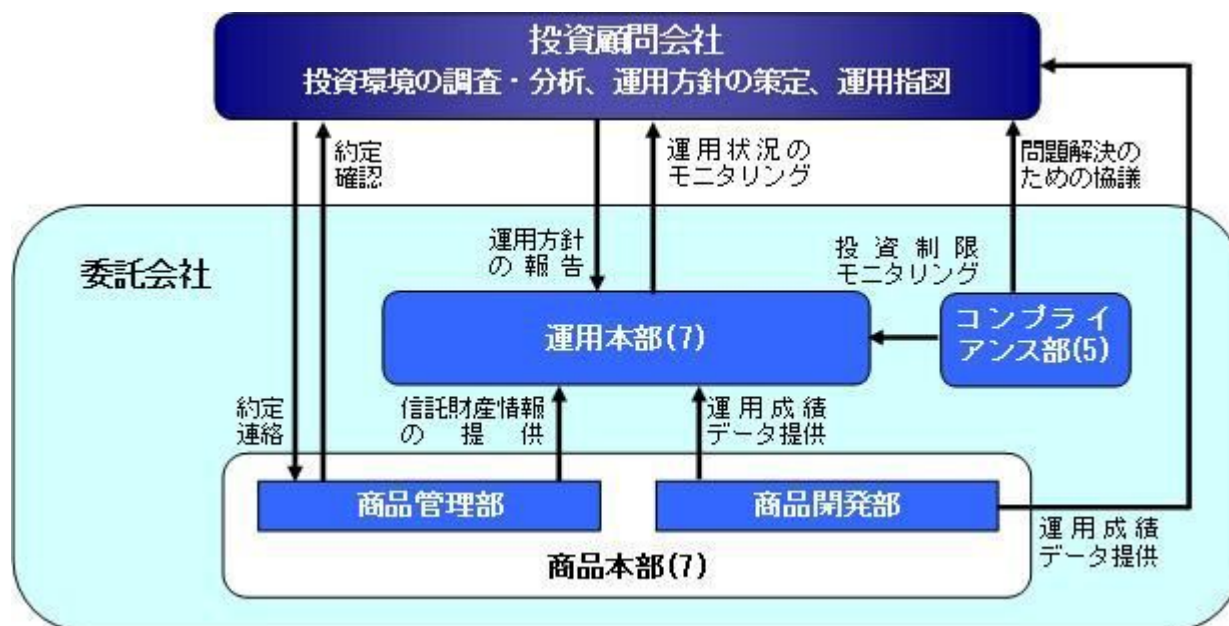 投資顧問会社
投資環境の調査・分析、運用方針の策定、運用指図
約定
確認
運用状況の
モニタリング
問題解決の
ための協議
委託会社
運用方針
の報告
投資制限
モニタリング
運用本部(7)
コンプライ
アンス部(5)
約定
連絡
信託財産情報
の提供
運用成績
データ提供
商品管理部
商品開発部
運用成績
データ提供
商品本部(7)